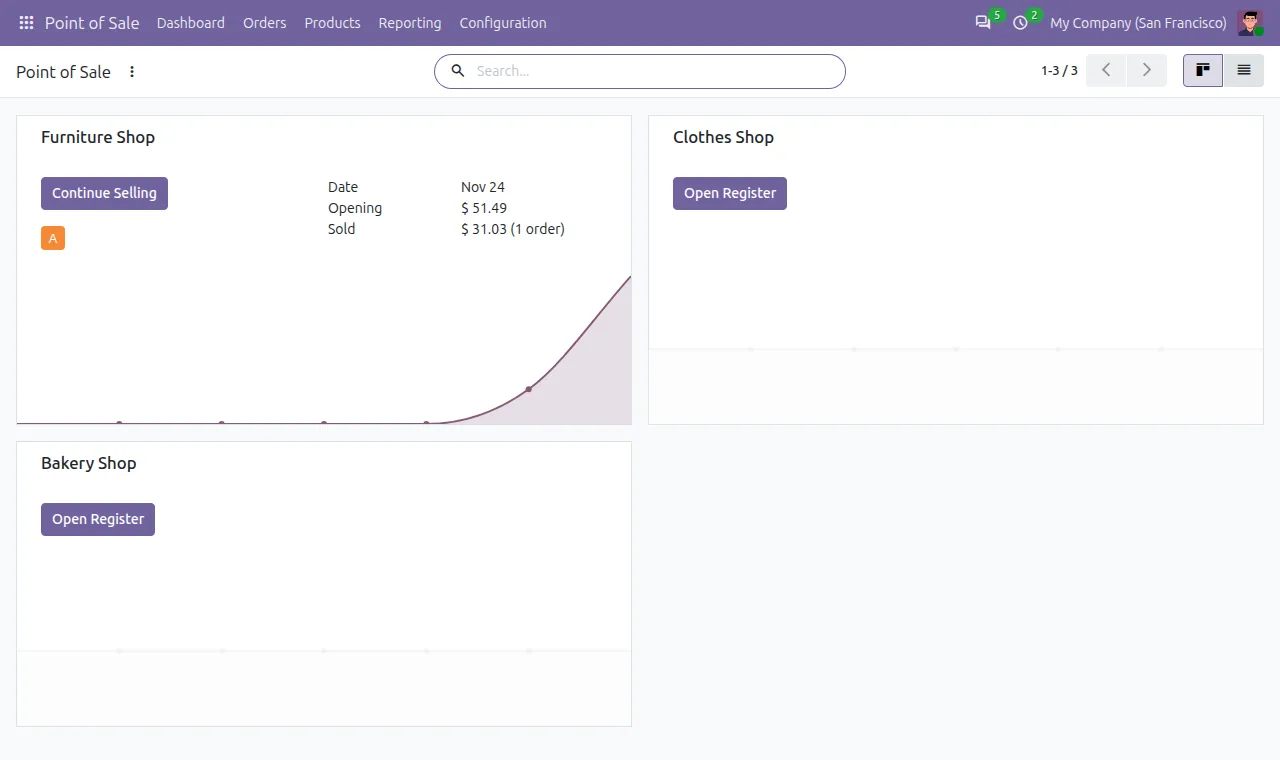 Point of Sale Dashboard Orders Products Reporting Configuration 5 2 My Company (San Francisco)
Point of Sale Search... 1-3 / 3
Furniture Shop
Continue Selling
A
Date Nov 24
Opening $ 51.49
Sold $ 31.03 (1 order)
Clothes Shop
Open Register
Bakery Shop
Open Register